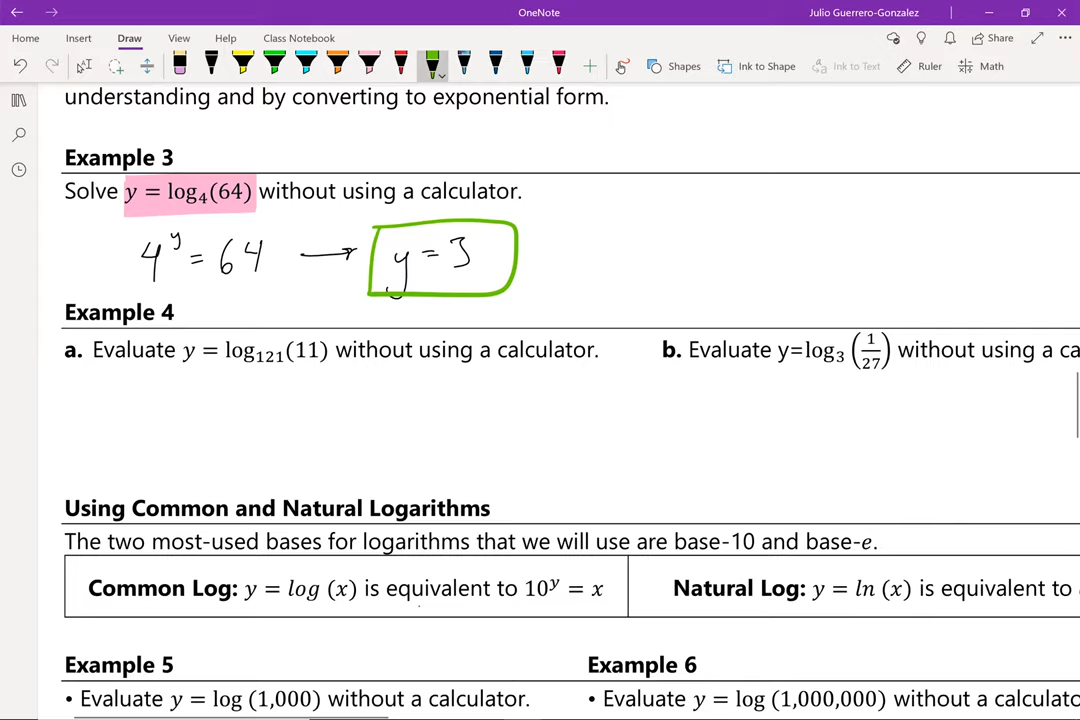 OneNote
Julio Guerrero-Gonzalez
Home Insert Draw View Help Class Notebook
Share
Shapes Ink to Shape Ink to Text Ruler Math
understanding and by converting to exponential form.
Example 3
Solve y = log₄(64) without using a calculator.
4^y = 64 → y = 3
Example 4
a. Evaluate y = log₁₂₁(11) without using a calculator.
b. Evaluate y=log₃ (1/27) without using a ca
Using Common and Natural Logarithms
The two most-used bases for logarithms that we will use are base-10 and base-e.
Common Log: y = log (x) is equivalent to 10^y = x
Natural Log: y = ln (x) is equivalent to
Example 5
• Evaluate y = log (1,000) without a calculator.
Example 6
• Evaluate y = log (1,000,000) without a calculato